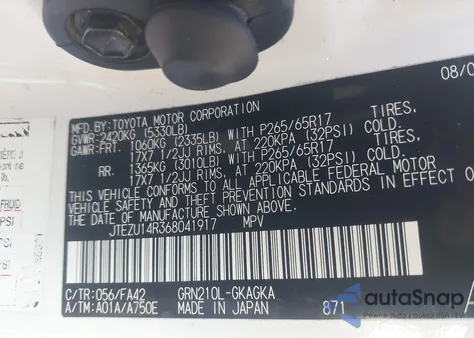 08/0
MFD.BY:TOYOTA MOTOR CORPORATION
GVWR-2420KG (5330LB)
GAWR:FRT. 1060KG (2335LB) WITH P265/65R17 TIRES,
17X7 1/2JJ RIMS, AT 220KPA (32PSI) COLD.
RR. 1365KG (3010LB) WITH P265/65R17 TIRES,
17X7 1/2JJ RIMS, AT 220KPA (32PSI) COLD.
THIS VEHICLE CONFORMS TO ALL APPLICABLE FEDERAL MOTOR
VEHICLE SAFETY AND THEFT PREVENTION STANDARDS IN EFFECT O
THE DATE OF MANUFACTURE SHOWN ABOVE.
JTEZU14R368041917 MPV
C/TR:056/FA42 GRN210L-GKAGKA
A/TM:A01A/A750E MADE IN JAPAN 871
PSI
PSI
autoSnap